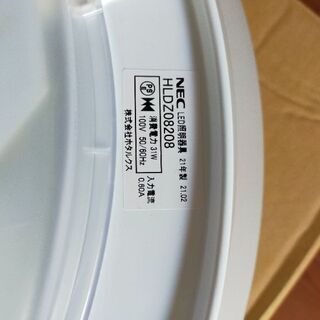 NEC LED照明器具 21年製 21.02
HLDZ08208
消費電力 31W 入力電流
100V 50/60Hz 0.60A
株式会社ホタルクス
PS
E